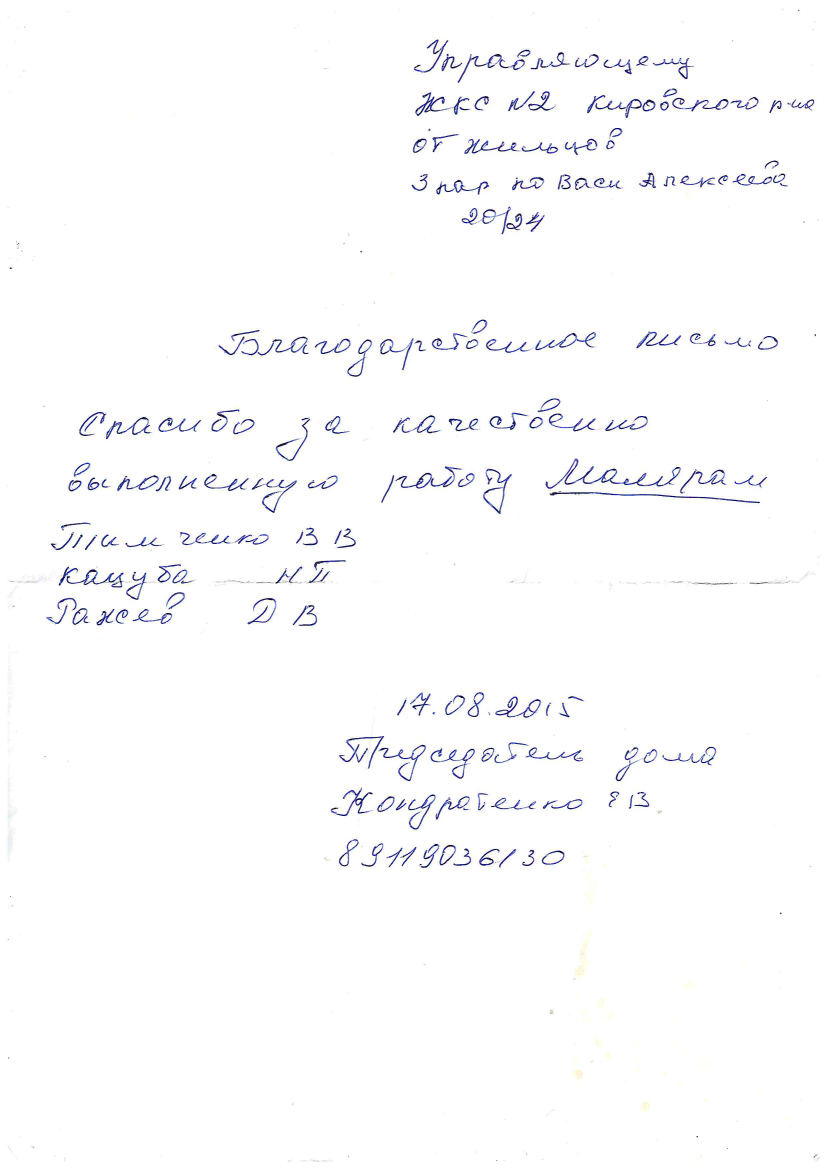 Управляющему
ЖКС №2 Кировского р-на
от жильцов
3 пар по Васи Алексеева
20/24
Благодарственное письмо
Спасибо за качественно
выполненную работу Малярам
Тимченко В В
Кацуба Н П
Ражев Д В
17.08.2015
Председатель дома
Кондратенко В
89119036130